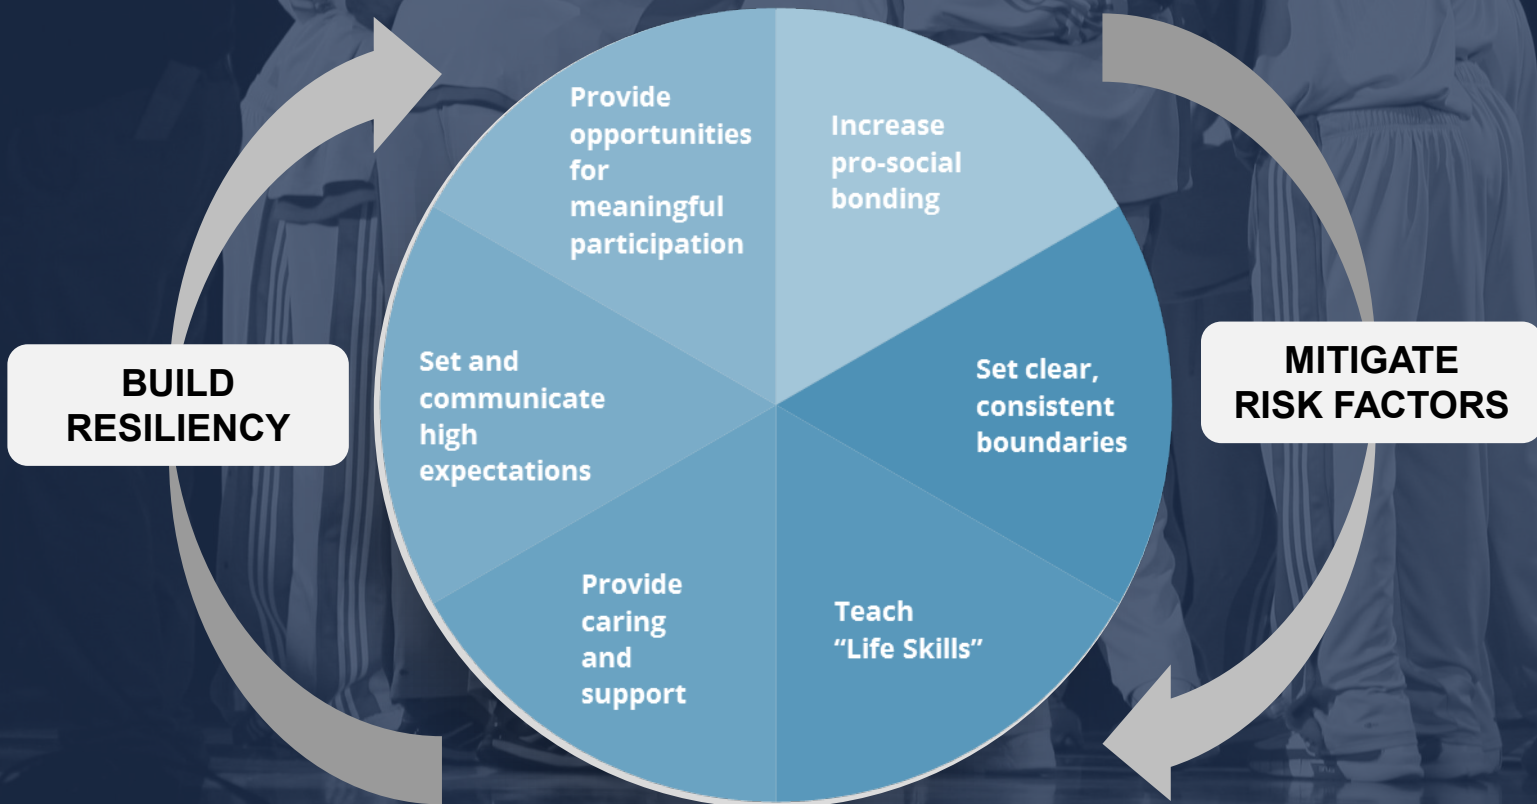 Provide
opportunities
for
meaningful
participation
Increase
pro-social
bonding
Set clear,
consistent
boundaries
Teach
“Life Skills”
Provide
caring
and
support
Set and
communicate
high
expectations
BUILD
RESILIENCY
MITIGATE
RISK FACTORS